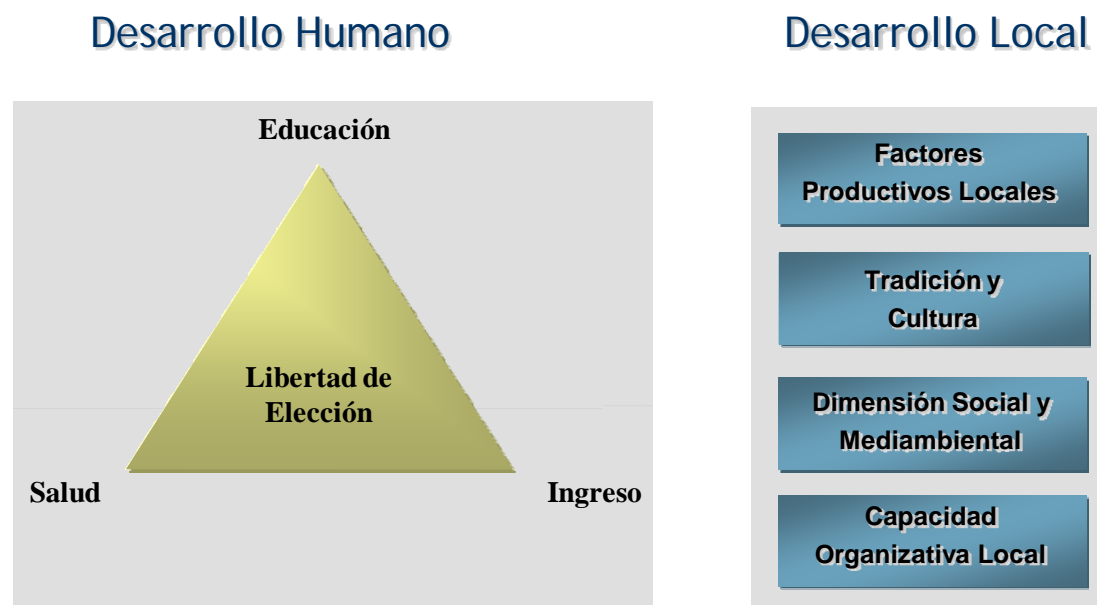 Desarrollo Humano
Educación
Libertad de
Elección
Salud
Ingreso
Desarrollo Local
Factores
Productivos Locales
Tradición y
Cultura
Dimensión Social y
Mediambiental
Capacidad
Organizativa Local